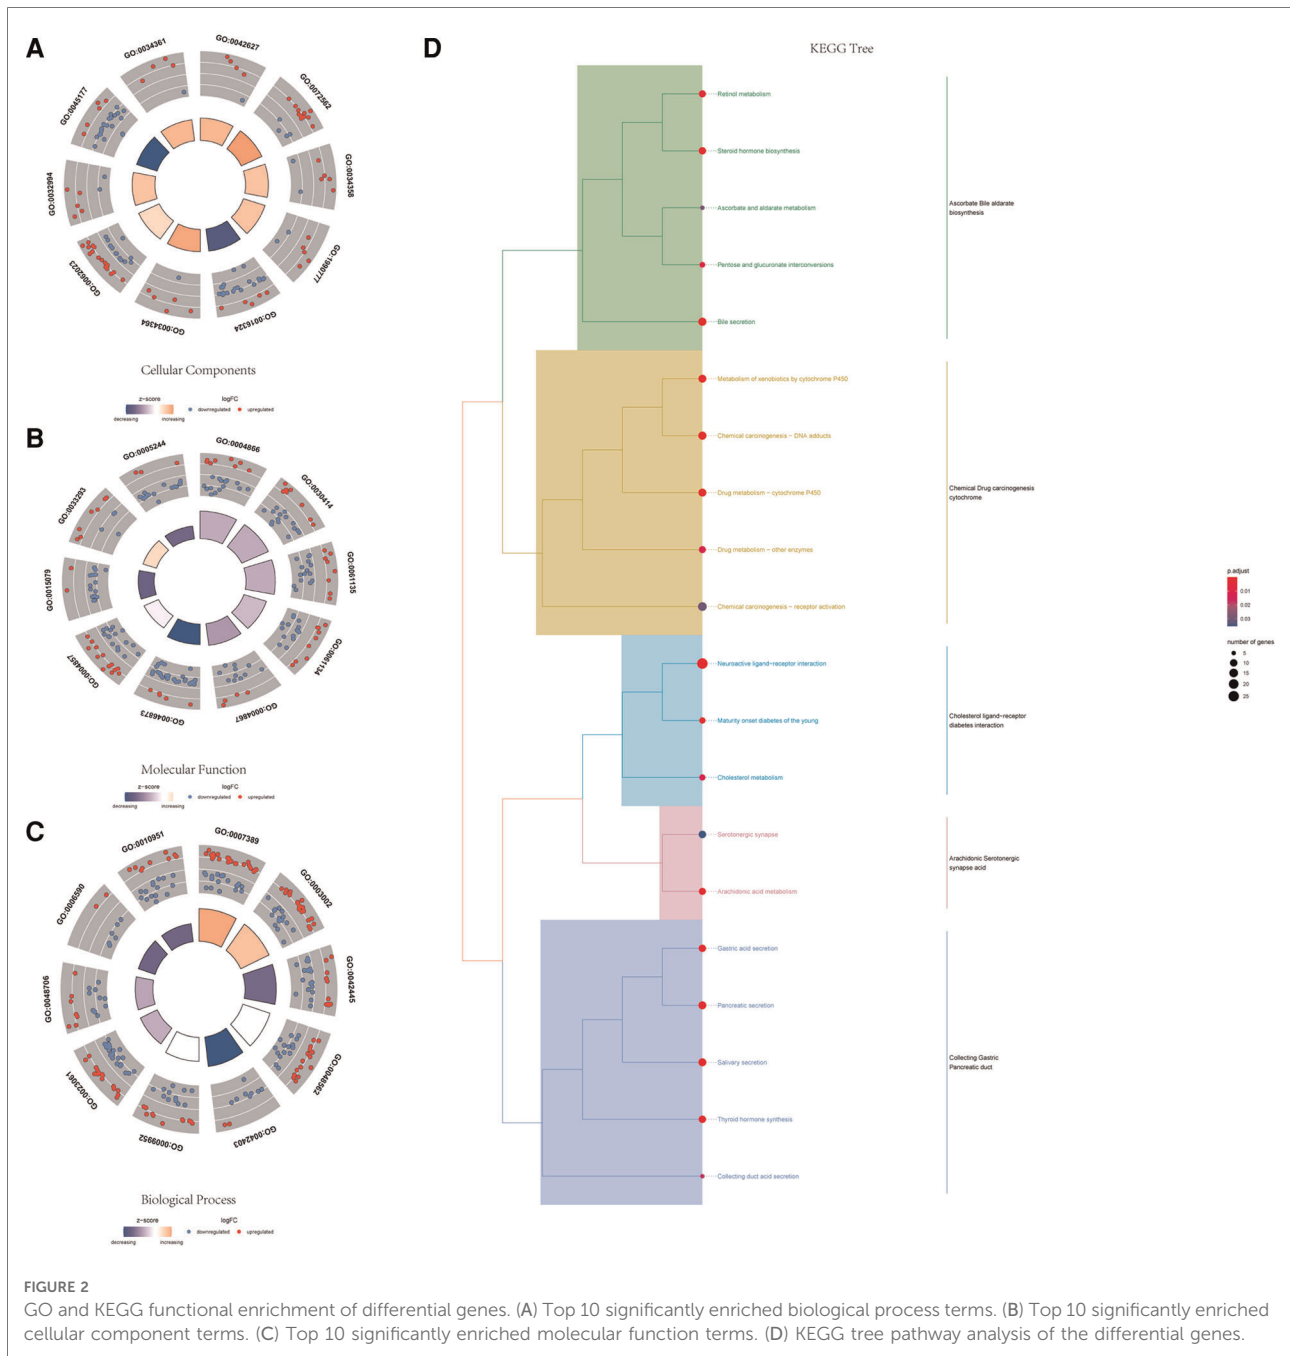 A
GO:0034361
GO:0042627
GO:0045177
GO:0072562
GO:0032994
GO:0034358
GO:0062023
GO:1990777
GO:0034364
GO:0016324
Cellular Components
z-score
logFC
decreasing
increasing
downregulated
upregulated
B
GO:0005244
GO:0004866
GO:0033293
GO:0030414
GO:0015079
GO:0061135
GO:0004857
GO:0061134
GO:0046873
GO:0004867
Molecular Function
z-score
logFC
decreasing
increasing
downregulated
upregulated
C
GO:0010951
GO:0007389
GO:0006590
GO:0003002
GO:0048706
GO:0042445
GO:0023061
GO:0048562
GO:0009952
GO:0042403
Biological Process
z-score
logFC
decreasing
increasing
downregulated
upregulated
D
KEGG Tree
Retinol metabolism
Steroid hormone biosynthesis
Ascorbate and aldarate metabolism
Pentose and glucuronate interconversions
Bile secretion
Metabolism of xenobiotics by cytochrome P450
Chemical carcinogenesis − DNA adducts
Drug metabolism − cytochrome P450
Drug metabolism − other enzymes
Chemical carcinogenesis − receptor activation
Neuroactive ligand−receptor interaction
Maturity onset diabetes of the young
Cholesterol metabolism
Serotonergic synapse
Arachidonic acid metabolism
Gastric acid secretion
Pancreatic secretion
Salivary secretion
Thyroid hormone synthesis
Collecting duct acid secretion
Ascorbate Bile aldarate
biosynthesis
Chemical Drug carcinogenesis
cytochrome
Cholesterol ligand−receptor
diabetes interaction
Arachidonic Serotonergic
synapse acid
Collecting Gastric
Pancreatic duct
p.adjust
0.01
0.02
0.03
number of genes
5
10
15
20
25
FIGURE 2
GO and KEGG functional enrichment of differential genes. (A) Top 10 significantly enriched biological process terms. (B) Top 10 significantly enriched
cellular component terms. (C) Top 10 significantly enriched molecular function terms. (D) KEGG tree pathway analysis of the differential genes.